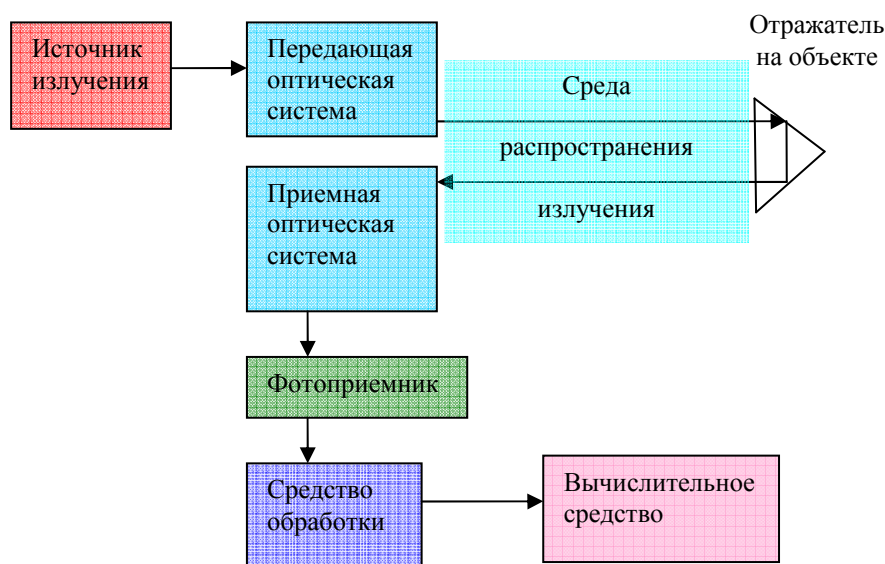 Источник
излучения
Передающая
оптическая
система
Отражатель
на объекте
Среда
распространения
излучения
Приемная
оптическая
система
Фотоприемник
Средство
обработки
Вычислительное
средство